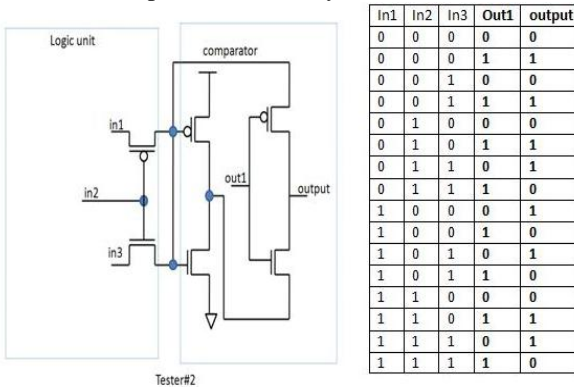 Logic unit
comparator
in1
in2
in3
out1
output
Tester#2
In1 In2 In3 Out1 output
0 0 0 0 0
0 0 0 1 1
0 0 1 0 0
0 0 1 1 1
0 1 0 0 0
0 1 0 1 1
0 1 1 0 1
0 1 1 1 0
1 0 0 0 1
1 0 0 1 0
1 0 1 0 1
1 0 1 1 0
1 1 0 0 0
1 1 0 1 1
1 1 1 0 1
1 1 1 1 0